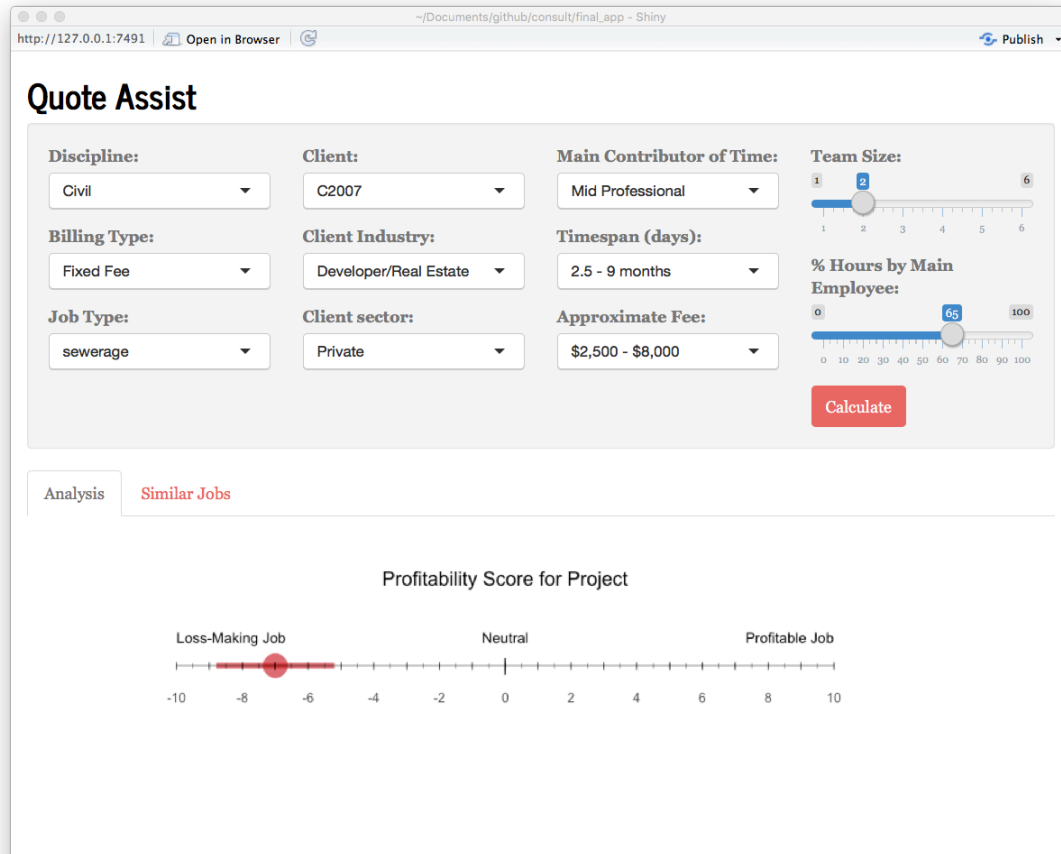 ~/Documents/github/consult/final_app - Shiny
http://127.0.0.1:7491 Open in Browser Publish
Quote Assist
Discipline: Client: Main Contributor of Time: Team Size:
Civil C2007 Mid Professional
1 2 6
1 2 3 4 5 6
Billing Type: Client Industry: Timespan (days):
Fixed Fee Developer/Real Estate 2.5 - 9 months
% Hours by Main
Employee:
Job Type: Client sector: Approximate Fee:
sewerage Private $2,500 - $8,000
0 65 100
0 10 20 30 40 50 60 70 80 90 100
Calculate
Analysis Similar Jobs
Profitability Score for Project
Loss-Making Job Neutral Profitable Job
-10 -8 -6 -4 -2 0 2 4 6 8 10